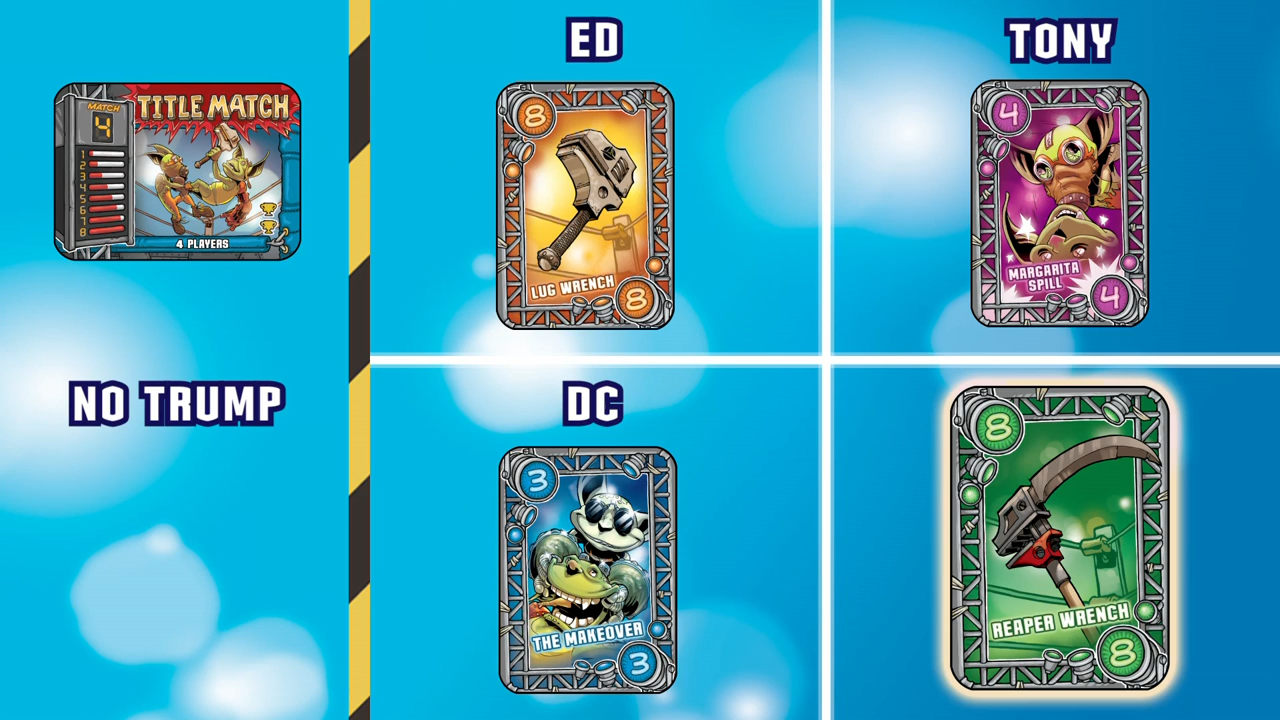 MATCH
4
TITLE MATCH
1
2
3
4
5
6
7
8
4 PLAYERS
NO TRUMP
ED
8
LUG WRENCH
8
TONY
4
MARGARITA
SPILL
4
DC
3
THE MAKEOVER
3
8
REAPER WRENCH
8